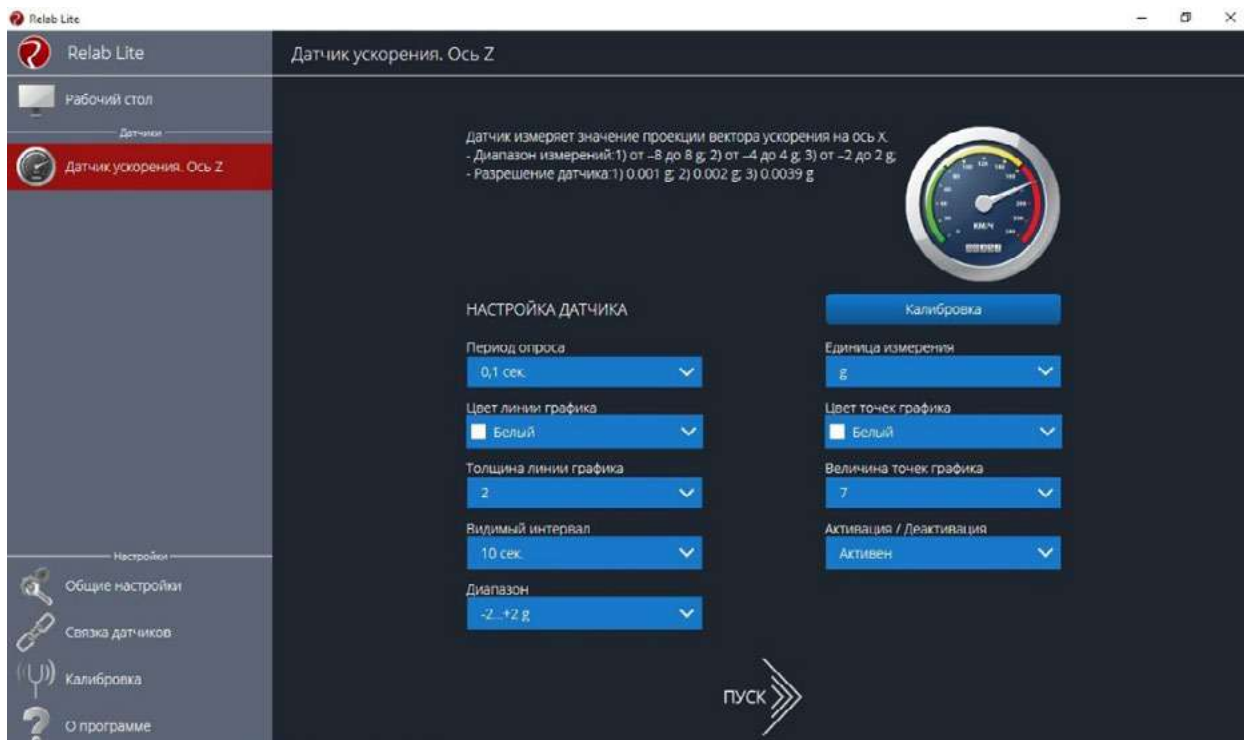 Relab Lite
Relab Lite
Датчик ускорения. Ось Z
Рабочий стол
Датчики
Датчик ускорения. Ось Z
Датчик измеряет значение проекции вектора ускорения на ось X.
- Диапазон измерений:1) от –8 до 8 g; 2) от –4 до 4 g; 3) от –2 до 2 g;
- Разрешение датчика:1) 0.001 g; 2) 0.002 g; 3) 0.0039 g
КМ/Ч
НАСТРОЙКА ДАТЧИКА
Калибровка
Период опроса
Единица измерения
0,1 сек.
g
Цвет линии графика
Цвет точек графика
Белый
Белый
Толщина линии графика
Величина точек графика
2
7
Видимый интервал
Активация / Деактивация
10 сек.
Активен
Диапазон
-2...+2 g
ПУСК
Настройки
Общие настройки
Связка датчиков
Калибровка
О программе